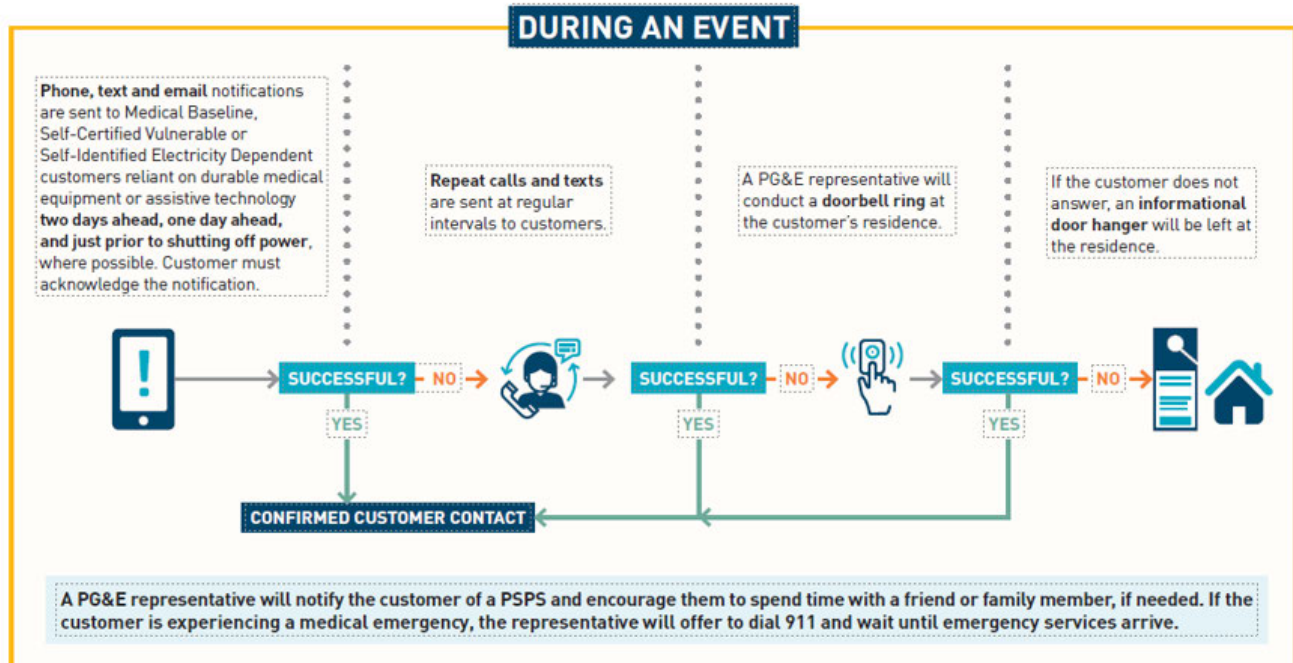 DURING AN EVENT
Phone, text and email notifications
are sent to Medical Baseline,
Self-Certified Vulnerable or
Self-Identified Electricity Dependent
customers reliant on durable medical
equipment or assistive technology
two days ahead, one day ahead,
and just prior to shutting off power,
where possible. Customer must
acknowledge the notification.
Repeat calls and texts
are sent at regular
intervals to customers.
A PG&E representative will
conduct a doorbell ring at
the customer's residence.
If the customer does not
answer, an informational
door hanger will be left at
the residence.
SUCCESSFUL?
NO
SUCCESSFUL?
NO
SUCCESSFUL?
NO
YES
YES
YES
CONFIRMED CUSTOMER CONTACT
A PG&E representative will notify the customer of a PSPS and encourage them to spend time with a friend or family member, if needed. If the
customer is experiencing a medical emergency, the representative will offer to dial 911 and wait until emergency services arrive.